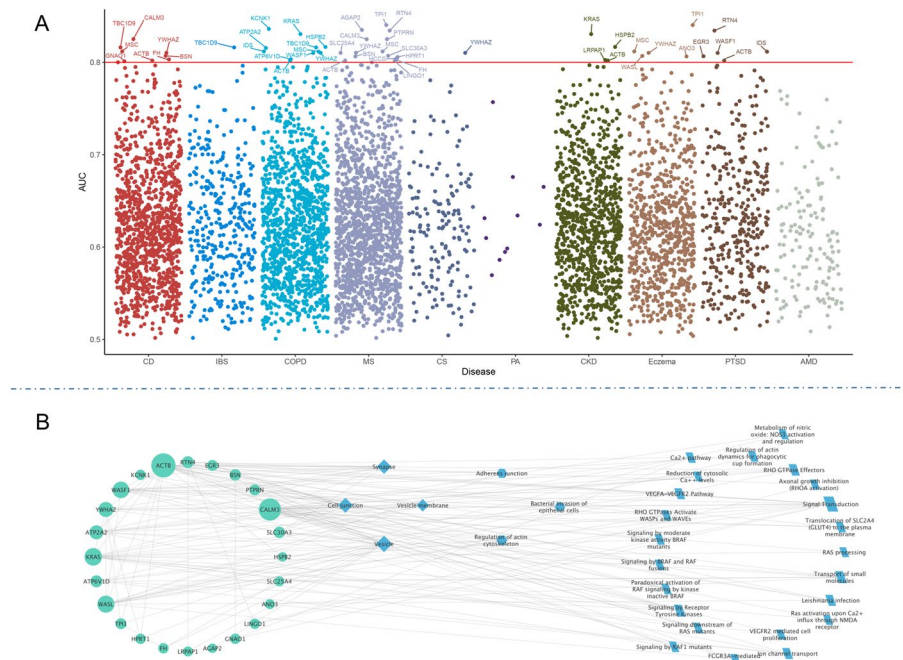 A
TPI1
RTN4
TPI1
AGAP2
KCNK1
KRAS
KRAS
RTN4
CALM3
TBC1D9
PTPRN
CALM3
HSPB2
HSPB2
ATP2A2
TBC1D9
TBC1D9
EGR3
WASF1
MSC
IDS
MSC
YWHAZ
SLC25A4
MSC
YWHAZ
MSC
YWHAZ
IDS
GNAO1
ACTB
FH
BSN
ATP6V1D
WASF1
YWHAZ
BSN
SLC30A3
HPRT1
LRPAP1
ACTB
ANO3
ACTB
WASL
ACTB
ACTB
FH
LINGO1
0.8
0.7
0.6
0.5
AUC
CD
IBS
COPD
MS
CS
PA
CKD
Eczema
PTSD
AMD
Disease
B
ACTB
RTN4
EGR3
BSN
PTPRN
CALM3
SLC30A3
HSPB2
SLC25A4
ANO3
LINGO1
GNAO1
AGAP2
LRPAP1
FH
HPRT1
TPI1
WASL
ATP6V1D
KRAS
ATP2A2
YWHAZ
WASF1
KCNK1
Synapse
Adherens junction
Cell junction
Vesicle membrane
Bacterial invasion of
epithelial cells
Vesicle
Regulation of actin
cytoskeleton
Ca2+ pathway
Reduction of cytosolic
Ca++ levels
VEGFA-VEGFR2 Pathway
RHO GTPases Activate
WASPs and WAVEs
Signaling by moderate
kinase activity BRAF
mutants
Signaling by BRAF and RAF
fusions
Paradoxical activation of
RAF signaling by kinase
inactive BRAF
Signaling by Receptor
Tyrosine Kinases
Signaling downstream of
RAS mutants
Signaling by RAF1 mutants
FCGR3A-mediated
Metabolism of nitric
oxide: NOS3 activation
and regulation
Regulation of actin
dynamics for phagocytic
cup formation
RHO GTPase Effectors
Axonal growth inhibition
(RHOA activation)
Signal Transduction
Translocation of SLC2A4
(GLUT4) to the plasma
membrane
RAS processing
Transport of small
molecules
Leishmania infection
Ras activation upon Ca2+
influx through NMDA
receptor
VEGFR2 mediated cell
proliferation
Ion channel transport